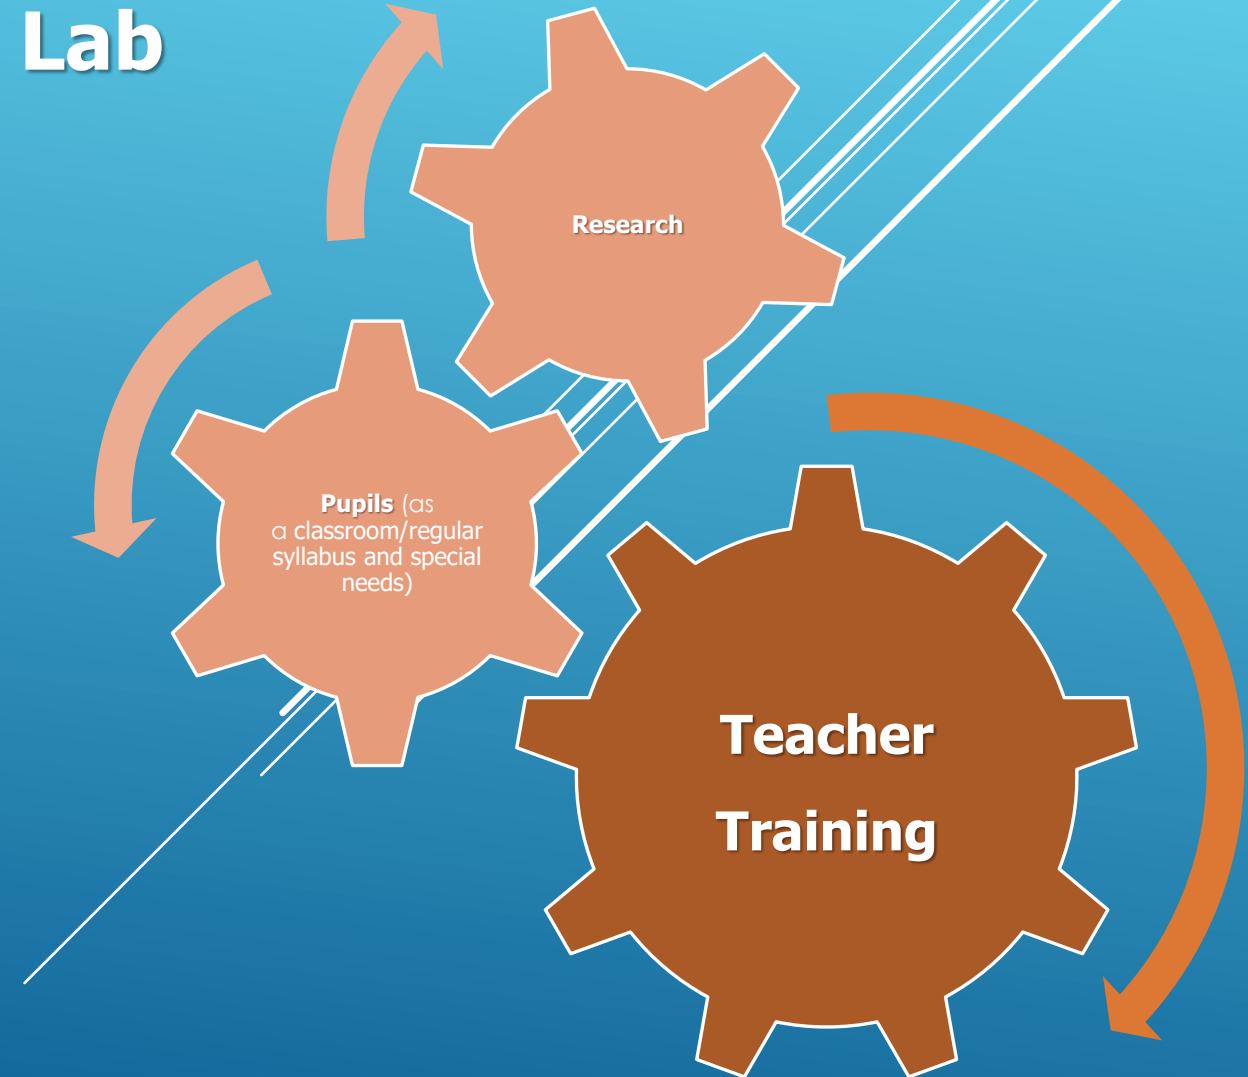 Lab
Research
Pupils (as
a classroom/regular
syllabus and special
needs)
Teacher
Training